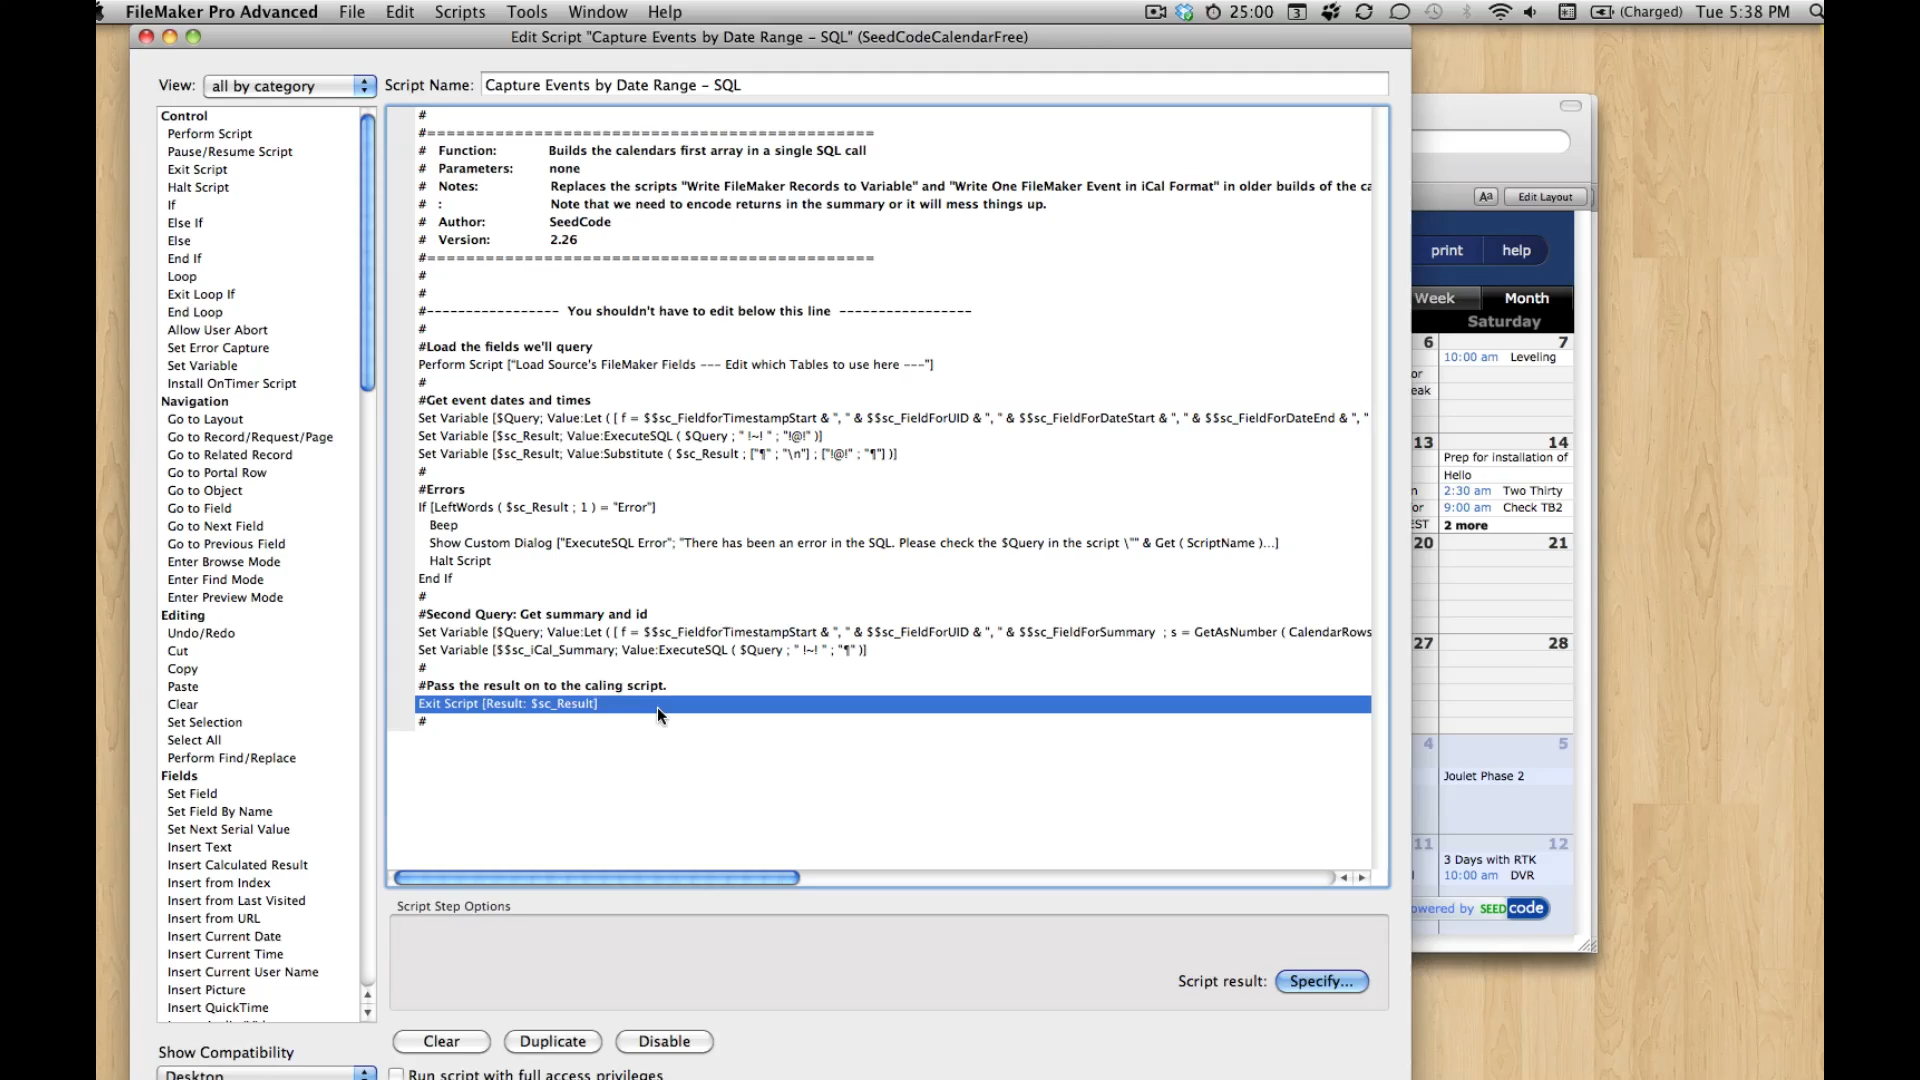 FileMaker Pro Advanced File Edit Scripts Tools Window Help 25:00 3 (Charged) Tue 5:38 PM
Edit Script "Capture Events by Date Range – SQL" (SeedCodeCalendarFree)
View: all by category Script Name: Capture Events by Date Range – SQL
Control
Perform Script
Pause/Resume Script
Exit Script
Halt Script
If
Else If
Else
End If
Loop
Exit Loop If
End Loop
Allow User Abort
Set Error Capture
Set Variable
Install OnTimer Script
Navigation
Go to Layout
Go to Record/Request/Page
Go to Related Record
Go to Portal Row
Go to Object
Go to Field
Go to Next Field
Go to Previous Field
Enter Browse Mode
Enter Find Mode
Enter Preview Mode
Editing
Undo/Redo
Cut
Copy
Paste
Clear
Set Selection
Select All
Perform Find/Replace
Fields
Set Field
Set Field By Name
Set Next Serial Value
Insert Text
Insert Calculated Result
Insert from Index
Insert from Last Visited
Insert from URL
Insert Current Date
Insert Current Time
Insert Current User Name
Insert Picture
Insert QuickTime
Show Compatibility
Desktop
#
#==============================================
# Function: Builds the calendars first array in a single SQL call
# Parameters: none
# Notes: Replaces the scripts "Write FileMaker Records to Variable" and "Write One FileMaker Event in iCal Format" in older builds of the ca
# : Note that we need to encode returns in the summary or it will mess things up.
# Author: SeedCode
# Version: 2.26
#==============================================
#
#
#----------------- You shouldn't have to edit below this line -----------------
#
#Load the fields we'll query
Perform Script ["Load Source's FileMaker Fields --- Edit which Tables to use here ---"]
#
#Get event dates and times
Set Variable [$Query; Value:Let ( [ f = $$sc_FieldforTimestampStart & ", " & $$sc_FieldForUID & ", " & $$sc_FieldForDateStart & ", " & $$sc_FieldForDateEnd & ", "
Set Variable [$sc_Result; Value:ExecuteSQL ( $Query ; " !~! " ; "!@!" )]
Set Variable [$sc_Result; Value:Substitute ( $sc_Result ; ["¶" ; "\n"] ; ["!@!" ; "¶"] )]
#
#Errors
If [LeftWords ( $sc_Result ; 1 ) = "Error"]
Beep
Show Custom Dialog ["ExecuteSQL Error"; "There has been an error in the SQL. Please check the $Query in the script \"" & Get ( ScriptName )...]
Halt Script
End If
#
#Second Query: Get summary and id
Set Variable [$Query; Value:Let ( [ f = $$sc_FieldforTimestampStart & ", " & $$sc_FieldForUID & ", " & $$sc_FieldForSummary ; s = GetAsNumber ( CalendarRows
Set Variable [$$sc_iCal_Summary; Value:ExecuteSQL ( $Query ; " !~! " ; "¶" )]
#
#Pass the result on to the caling script.
Exit Script [Result: $sc_Result]
#
Script Step Options
Script result: Specify...
Clear Duplicate Disable
Run script with full access privileges
Aa Edit Layout
print help
Week Month
Saturday
6 7
10:00 am Leveling
or
eak
13 14
Prep for installation of
Hello
n 2:30 am Two Thirty
or 9:00 am Check TB2
EST 2 more
20 21
27 28
4 5
Joulet Phase 2
11 12
3 Days with RTK
10:00 am DVR
owered by SEEDcode